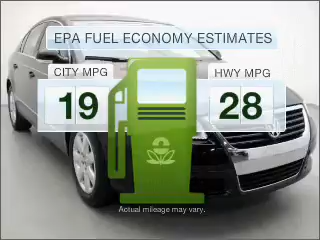 EPA FUEL ECONOMY ESTIMATES
CITY MPG
HWY MPG
19
28
Actual mileage may vary.